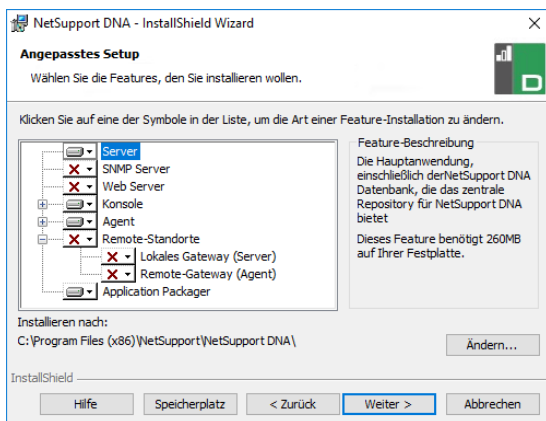 NetSupport DNA - InstallShield Wizard
Angepasstes Setup
Wählen Sie die Features, den Sie installieren wollen.
D
Klicken Sie auf eine der Symbole in der Liste, um die Art einer Feature-Installation zu ändern.
Server
SNMP Server
Web Server
Konsole
Agent
Remote-Standorte
Lokales Gateway (Server)
Remote-Gateway (Agent)
Application Packager
Feature-Beschreibung
Die Hauptanwendung,
einschließlich derNetSupport DNA
Datenbank, die das zentrale
Repository für NetSupport DNA
bietet
Dieses Feature benötigt 260MB
auf Ihrer Festplatte.
Installieren nach:
C:\Program Files (x86)\NetSupport\NetSupport DNA\
Ändern...
InstallShield
Hilfe
Speicherplatz
< Zurück
Weiter >
Abbrechen